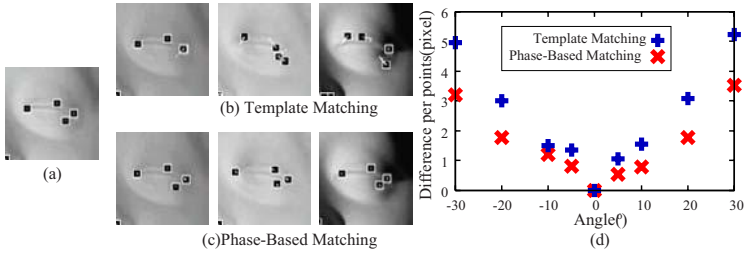 (a)
(b) Template Matching
(c)Phase-Based Matching
Difference per points(pixel)
6
5
4
3
2
1
0
Template Matching
Phase-Based Matching
-30 -20 -10 0 10 20 30
Angle(°)
(d)